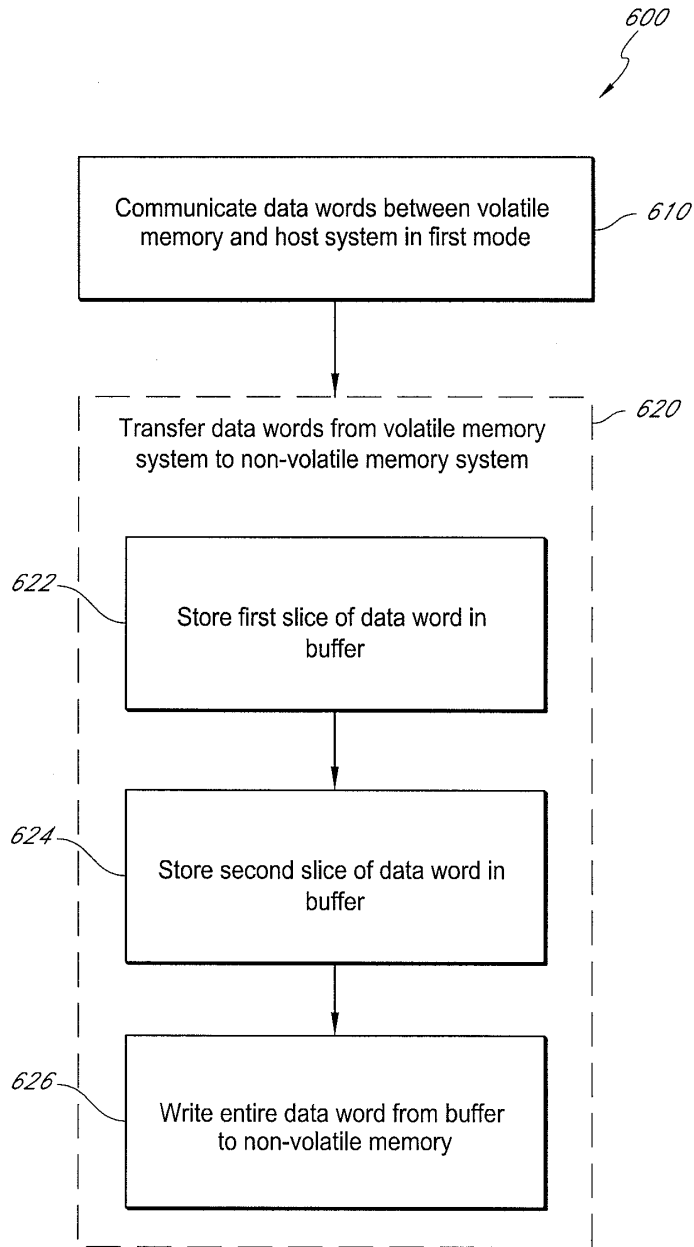 600
Communicate data words between volatile
memory and host system in first mode
610
Transfer data words from volatile memory
system to non-volatile memory system
620
622
Store first slice of data word in
buffer
624
Store second slice of data word in
buffer
626
Write entire data word from buffer
to non-volatile memory